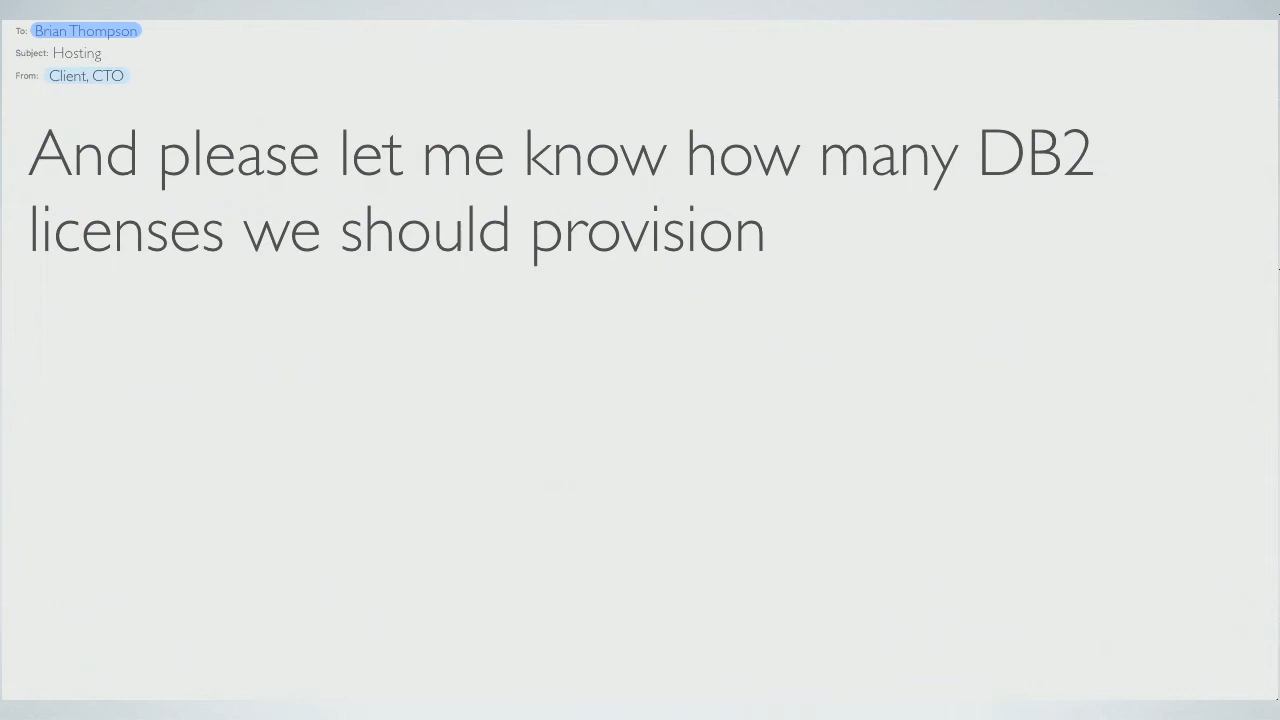 To: Brian Thompson
Subject: Hosting
From: Client, CTO
And please let me know how many DB2
licenses we should provision